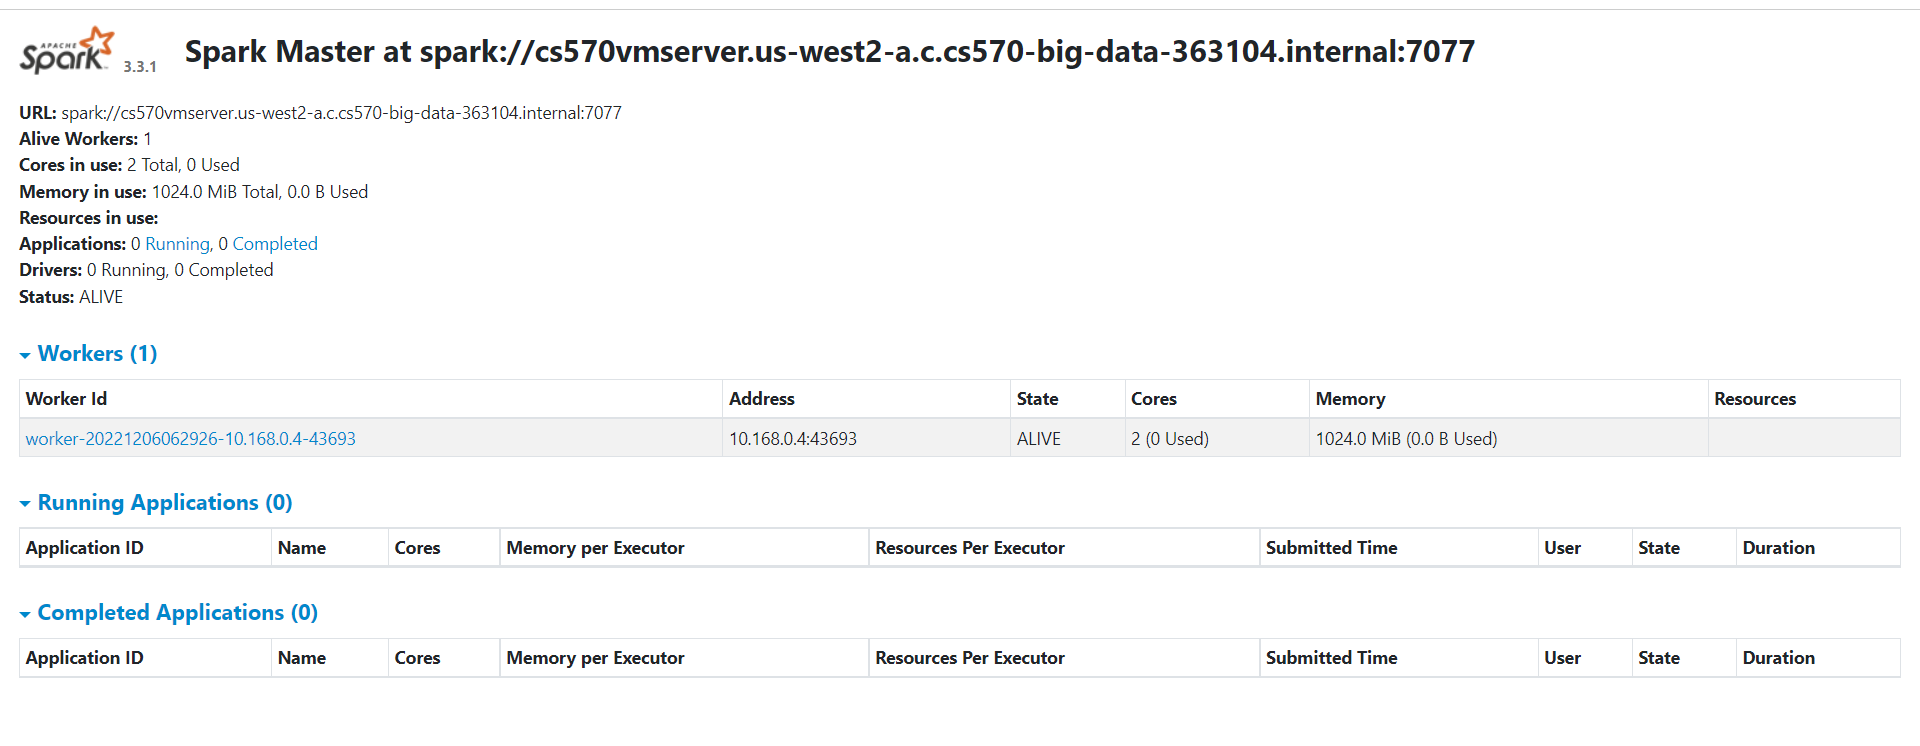 APACHE
Spark 3.3.1 Spark Master at spark://cs570vmserver.us-west2-a.c.cs570-big-data-363104.internal:7077
URL: spark://cs570vmserver.us-west2-a.c.cs570-big-data-363104.internal:7077
Alive Workers: 1
Cores in use: 2 Total, 0 Used
Memory in use: 1024.0 MiB Total, 0.0 B Used
Resources in use:
Applications: 0 Running, 0 Completed
Drivers: 0 Running, 0 Completed
Status: ALIVE
Workers (1)
Worker Id Address State Cores Memory Resources
worker-20221206062926-10.168.0.4-43693 10.168.0.4:43693 ALIVE 2 (0 Used) 1024.0 MiB (0.0 B Used)
Running Applications (0)
Application ID Name Cores Memory per Executor Resources Per Executor Submitted Time User State Duration
Completed Applications (0)
Application ID Name Cores Memory per Executor Resources Per Executor Submitted Time User State Duration